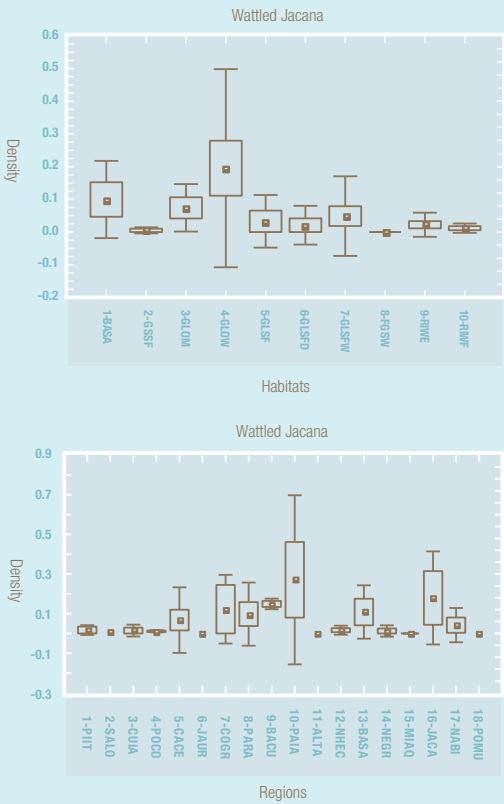 Wattled Jacana
0.6
0.5
0.4
0.3
0.2
0.1
0.0
-0.1
-0.2
Density
1-BASA
2-GSSF
3-GLOM
4-GLOW
5-GLSF
6-GLSFD
7-GLSFW
8-FGSW
9-RIWE
10-RMWF
Habitats
Wattled Jacana
0.9
0.7
0.5
0.3
0.1
-0.1
-0.3
Density
1-PIIT
2-SALO
3-CUIA
4-POCO
5-CACE
6-JAUR
7-COGR
8-PARA
9-BACU
10-PAIA
11-ALTA
12-NHEC
13-BASA
14-NEGR
15-MIAQ
16-JACA
17-NABI
18-POMU
Regions